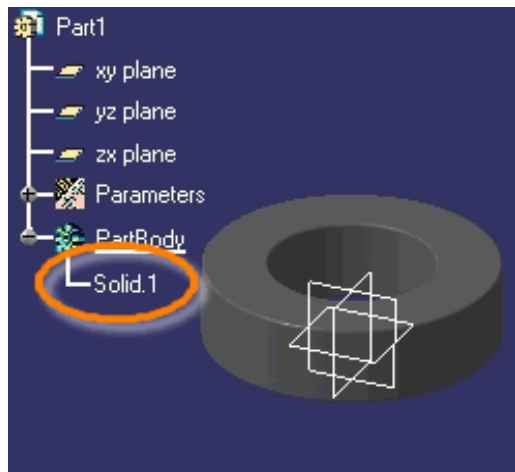 Part1
xy plane
yz plane
zx plane
Parameters
PartBody
Solid.1